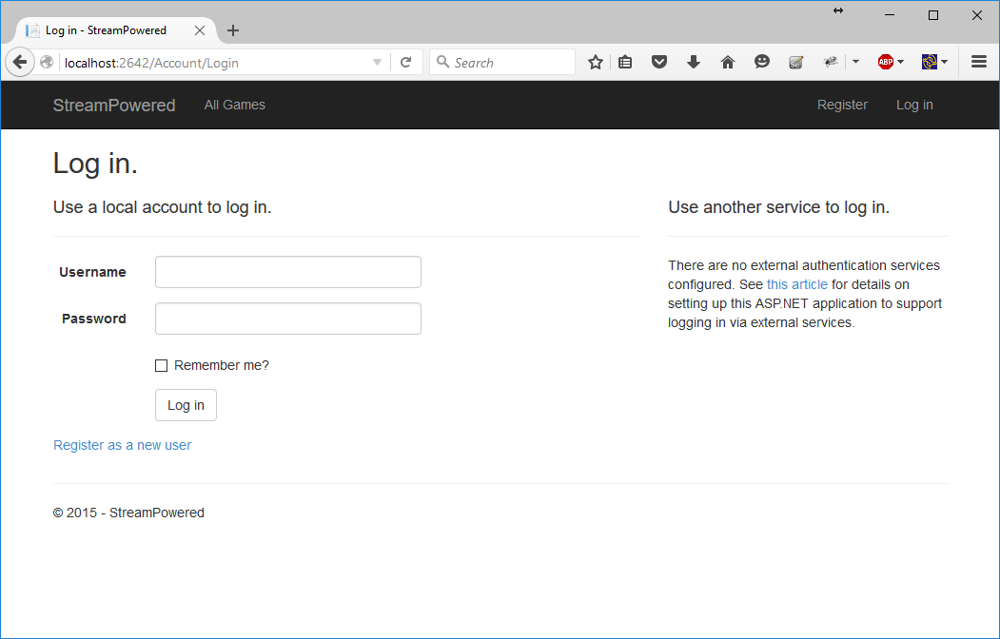 Log in - StreamPowered
localhost:2642/Account/Login
Search
ABP
StreamPowered
All Games
Register
Log in
Log in.
Use a local account to log in.
Username
Password
Remember me?
Log in
Register as a new user
Use another service to log in.
There are no external authentication services
configured. See this article for details on
setting up this ASP.NET application to support
logging in via external services.
© 2015 - StreamPowered